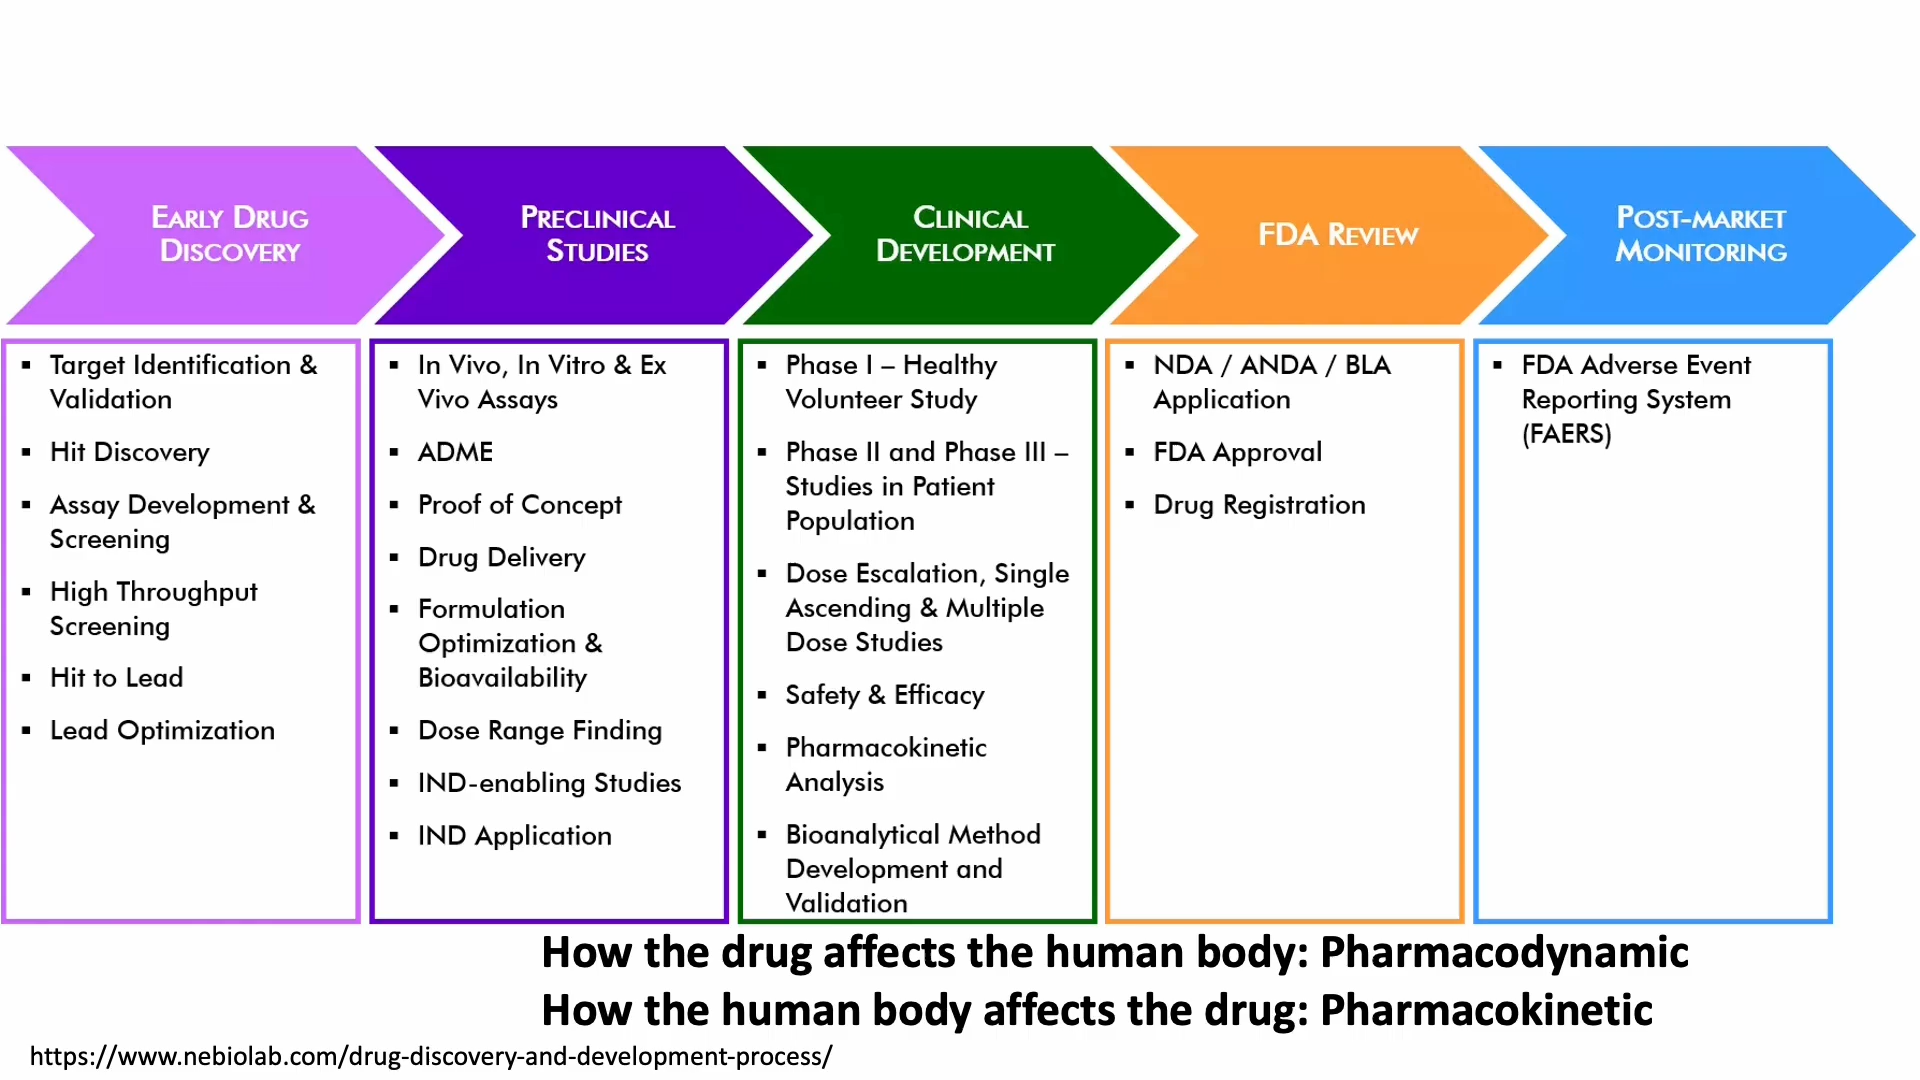 EARLY DRUG
DISCOVERY
▪ Target Identification &
Validation
▪ Hit Discovery
▪ Assay Development &
Screening
▪ High Throughput
Screening
▪ Hit to Lead
▪ Lead Optimization
PRECLINICAL
STUDIES
▪ In Vivo, In Vitro & Ex
Vivo Assays
▪ ADME
▪ Proof of Concept
▪ Drug Delivery
▪ Formulation
Optimization &
Bioavailability
▪ Dose Range Finding
▪ IND-enabling Studies
▪ IND Application
CLINICAL
DEVELOPMENT
▪ Phase I – Healthy
Volunteer Study
▪ Phase II and Phase III –
Studies in Patient
Population
▪ Dose Escalation, Single
Ascending & Multiple
Dose Studies
▪ Safety & Efficacy
▪ Pharmacokinetic
Analysis
▪ Bioanalytical Method
Development and
Validation
FDA REVIEW
▪ NDA / ANDA / BLA
Application
▪ FDA Approval
▪ Drug Registration
POST-MARKET
MONITORING
▪ FDA Adverse Event
Reporting System
(FAERS)
How the drug affects the human body: Pharmacodynamic
How the human body affects the drug: Pharmacokinetic
https://www.nebiolab.com/drug-discovery-and-development-process/